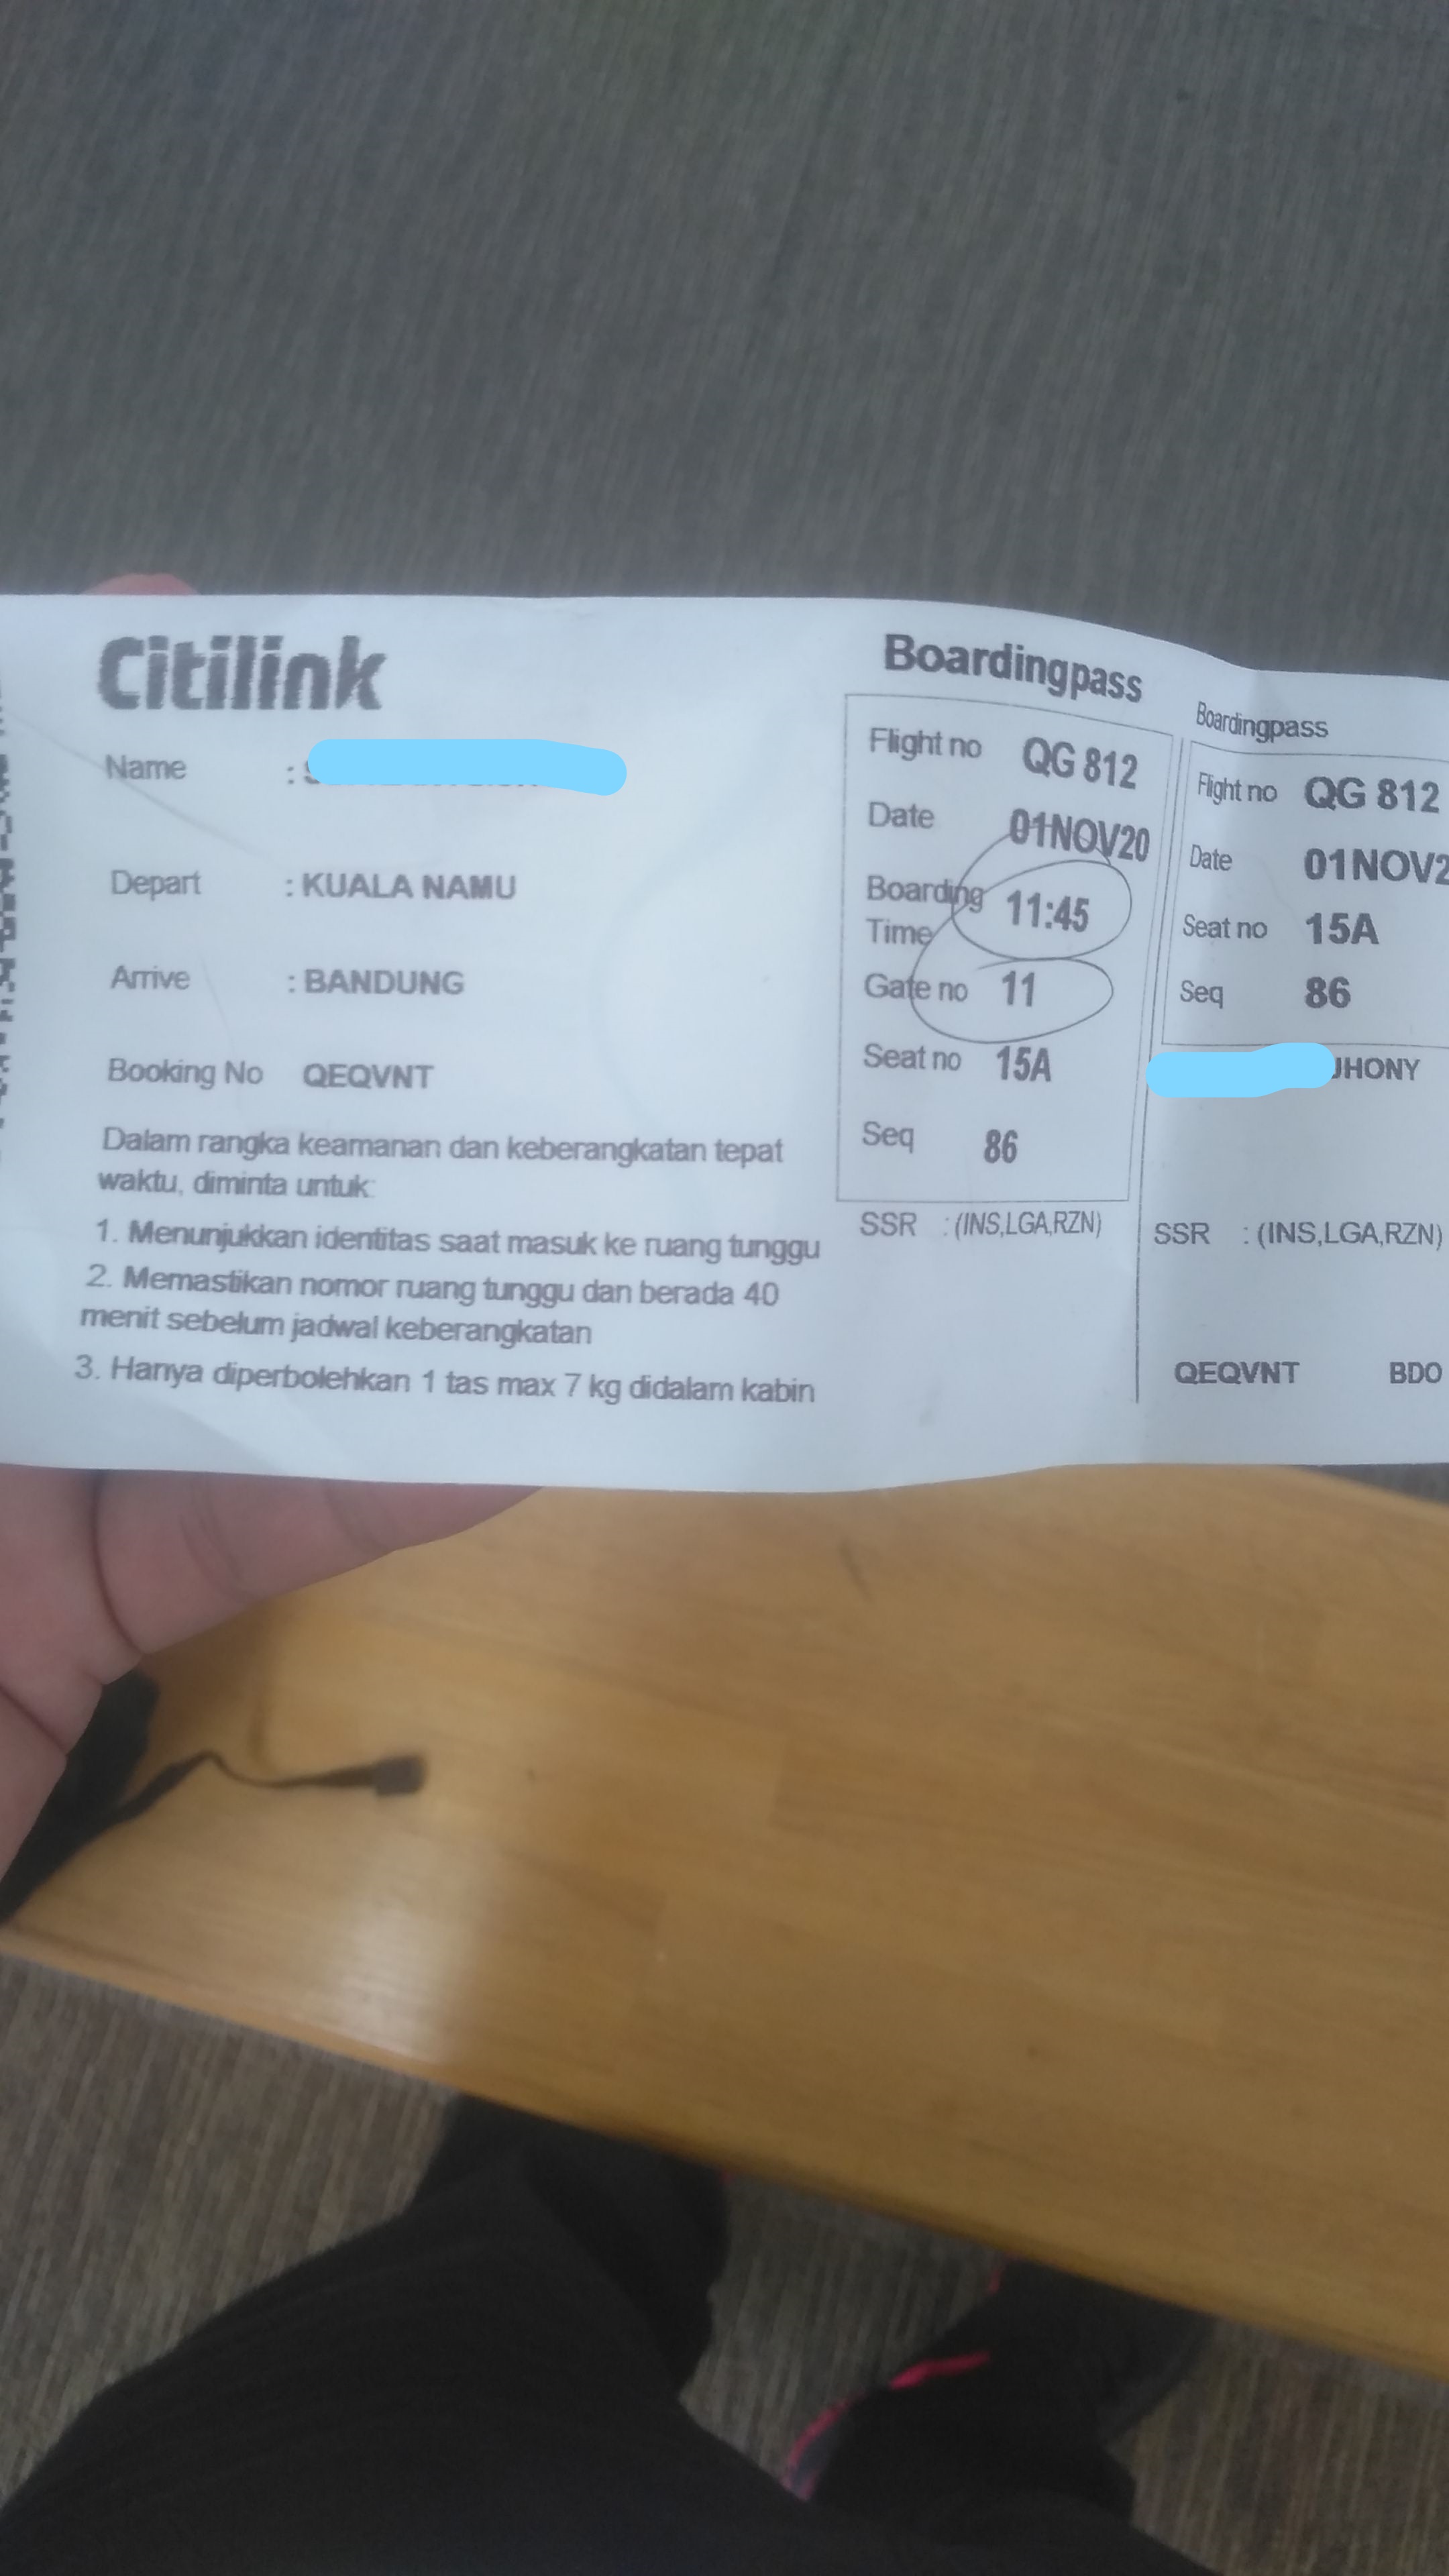 Citilink
Name :
Depart : KUALA NAMU
Arrive : BANDUNG
Booking No QEQVNT
Dalam rangka keamanan dan keberangkatan tepat
waktu, diminta untuk:
1. Menunjukkan identitas saat masuk ke ruang tunggu
2. Memastikan nomor ruang tunggu dan berada 40
menit sebelum jadwal keberangkatan
3. Hanya diperbolehkan 1 tas max 7 kg didalam kabin
Boardingpass
Flight no QG 812
Date 01NOV20
Boarding
Time 11:45
Gate no 11
Seat no 15A
Seq 86
SSR : (INS,LGA,RZN)
Boardingpass
Flight no QG 812
Date 01NOV2
Seat no 15A
Seq 86
JHONY
SSR : (INS,LGA,RZN)
QEQVNT BDO